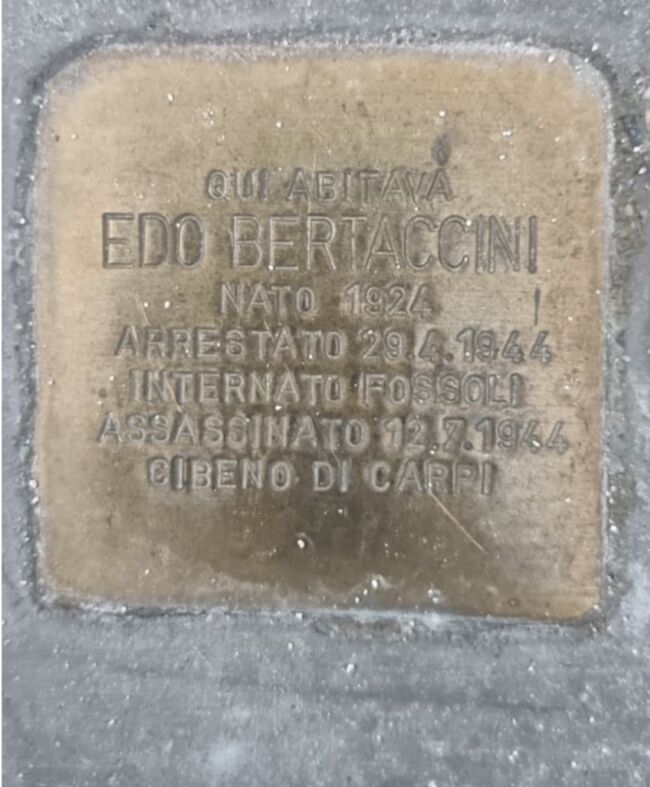 QUI ABITAVA
EDO BERTACCINI
NATO 1924
ARRESTATO 29.4.1944
INTERNATO FOSSOLI
ASSASSINATO 12.7.1944
CIBENO DI CARPI